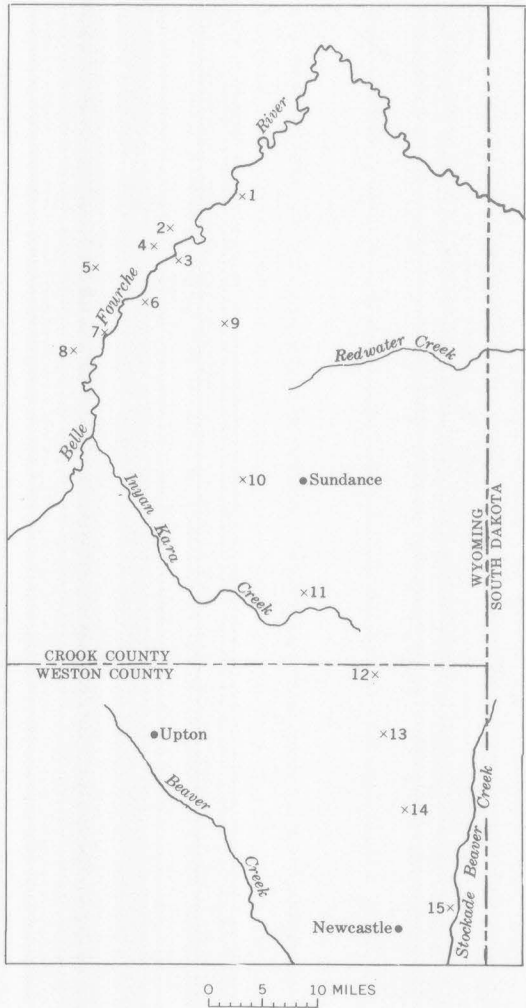 River
1
2
4
3
5
Fourche
6
7
9
8
Redwater Creek
Belle
Inyan Kara
Creek
10
Sundance
WYOMING
SOUTH DAKOTA
11
CROOK COUNTY
WESTON COUNTY
12
Upton
13
Beaver
Creek
14
Stockade Beaver Creek
15
Newcastle
0 5 10 MILES